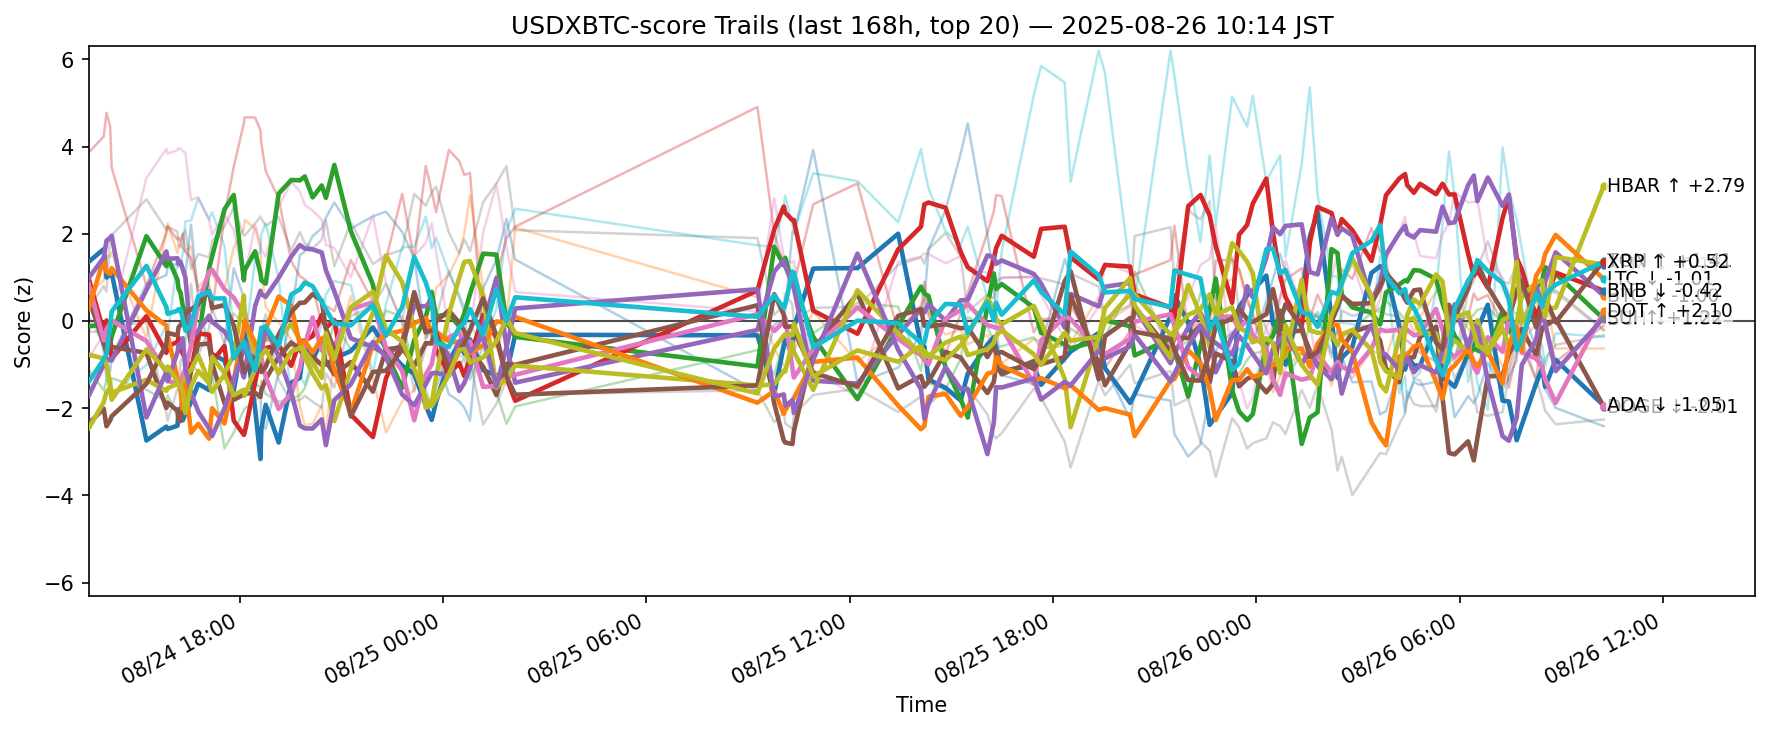 USDXBTC-score Trails (last 168h, top 20) — 2025-08-26 10:14 JST
Score (z)
6
4
2
0
−2
−4
−6
HBAR ↑ +2.79
XRP ↑ +0.52
LTC ↓ -1.01
BNB ↓ -0.42
DOT ↑ +2.10
ADA ↓ -1.05
08/24 18:00
08/25 00:00
08/25 06:00
08/25 12:00
08/25 18:00
08/26 00:00
08/26 06:00
08/26 12:00
Time